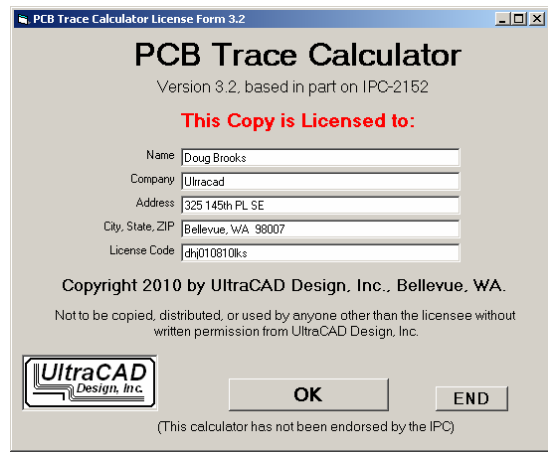 PCB Trace Calculator License Form 3.2
PCB Trace Calculator
Version 3.2, based in part on IPC-2152
This Copy is Licensed to:
Name Doug Brooks
Company Ulrracad
Address 325 145th PL SE
City, State, ZIP Bellevue, WA 98007
License Code dhj010810lks
Copyright 2010 by UltraCAD Design, Inc., Bellevue, WA.
Not to be copied, distributed, or used by anyone other than the licensee without
written permission from UltraCAD Design, Inc.
UltraCAD
Design, Inc.
OK
END
(This calculator has not been endorsed by the IPC)